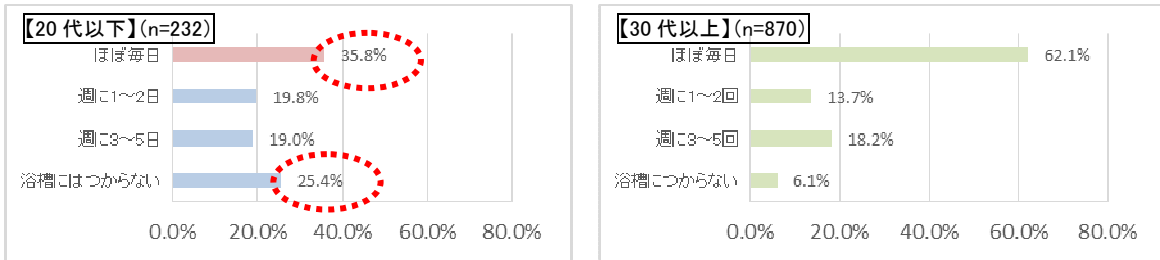 【20代以下】(n=232)
ほぼ毎日
35.8%
週に1~2日
19.8%
週に3~5日
19.0%
浴槽にはつからない
25.4%
0.0% 20.0% 40.0% 60.0% 80.0%
【30代以上】(n=870)
ほぼ毎日
62.1%
週に1~2回
13.7%
週に3~5回
18.2%
浴槽につからない
6.1%
0.0% 20.0% 40.0% 60.0% 80.0%